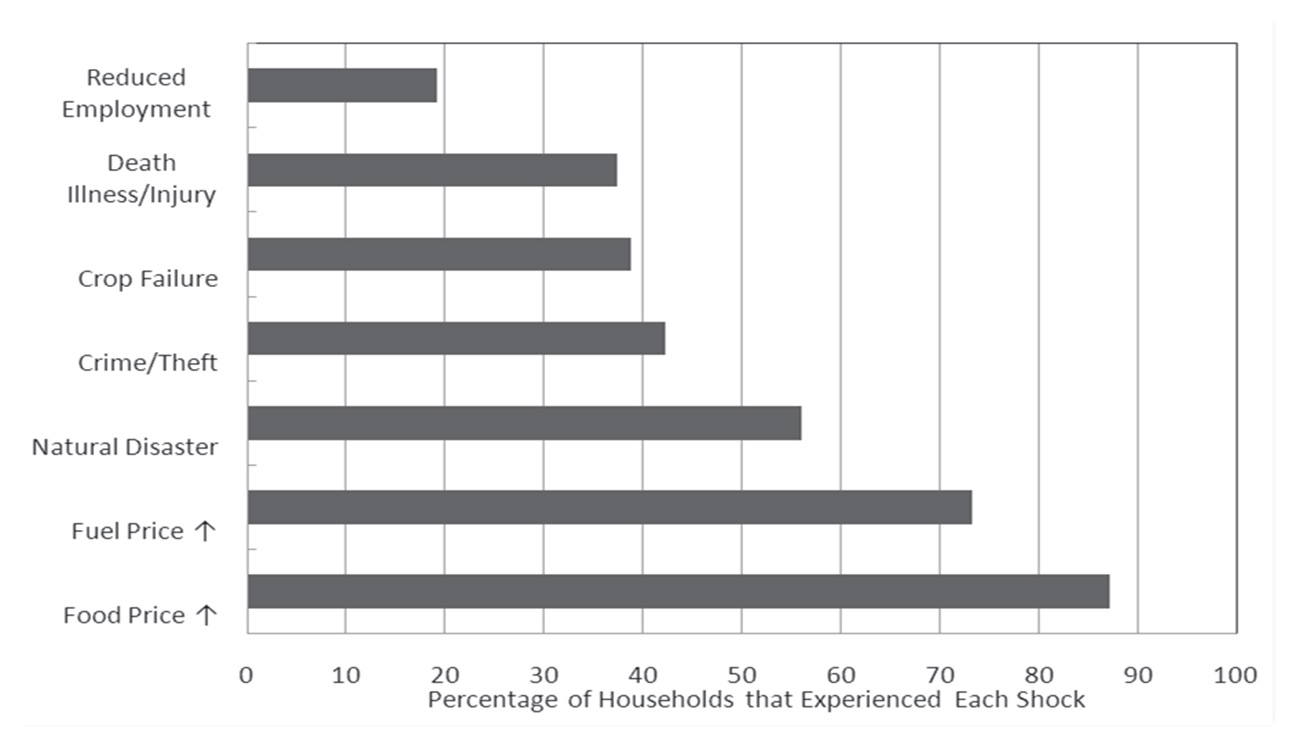 Reduced
Employment
Death
Illness/Injury
Crop Failure
Crime/Theft
Natural Disaster
Fuel Price ↑
Food Price ↑
0 10 20 30 40 50 60 70 80 90 100
Percentage of Households that Experienced Each Shock